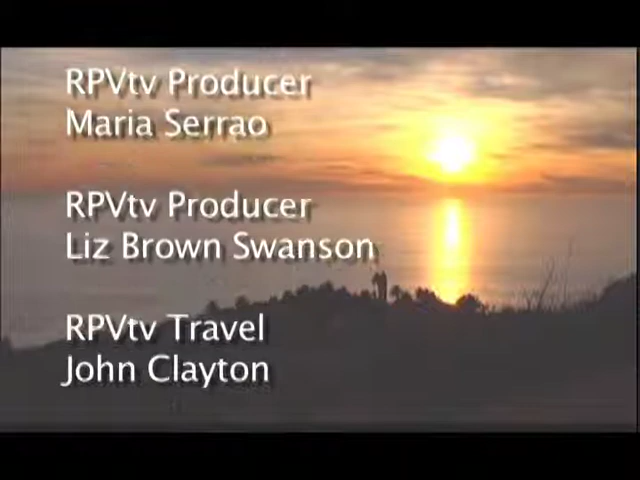 RPVtv Producer
Maria Serrao
RPVtv Producer
Liz Brown Swanson
RPVtv Travel
John Clayton